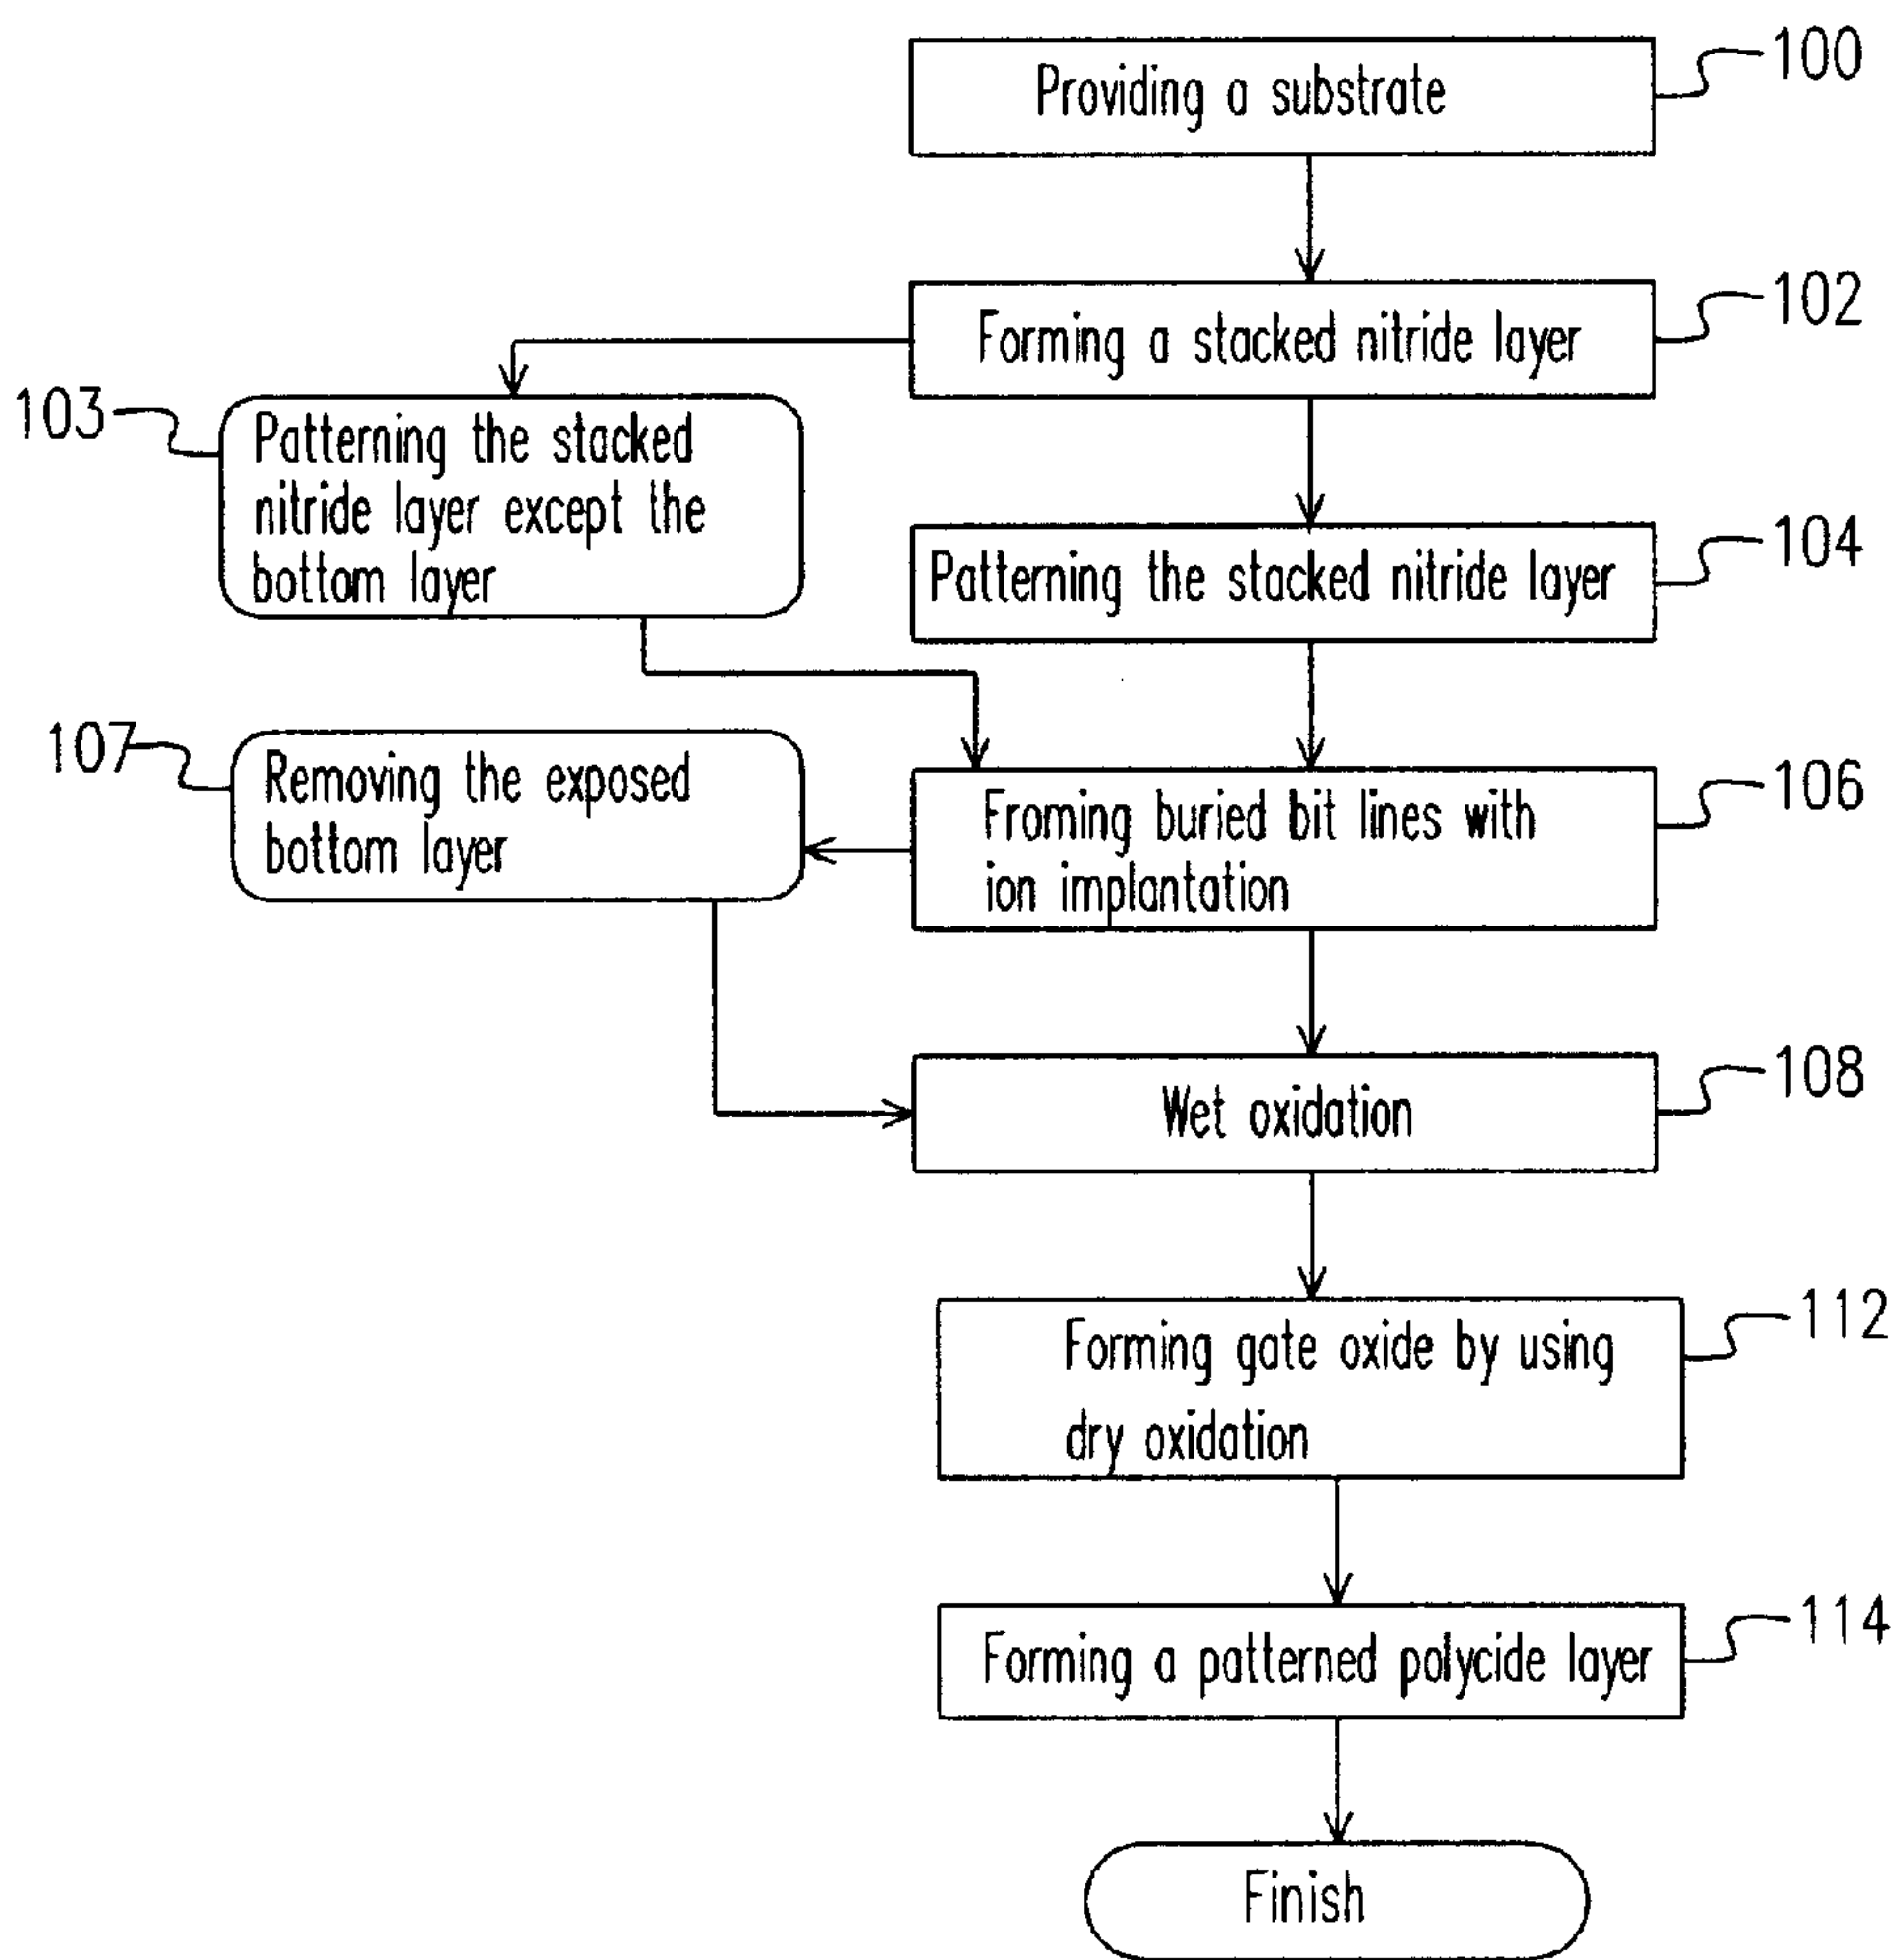 Providing a substrate
100
Forming a stacked nitride layer
102
103
Patterning the stacked
nitride layer except the
bottom layer
Patterning the stacked nitride layer
104
107
Removing the exposed
bottom layer
Froming buried bit lines with
ion implantation
106
Wet oxidation
108
Forming gate oxide by using
dry oxidation
112
Forming a patterned polycide layer
114
Finish